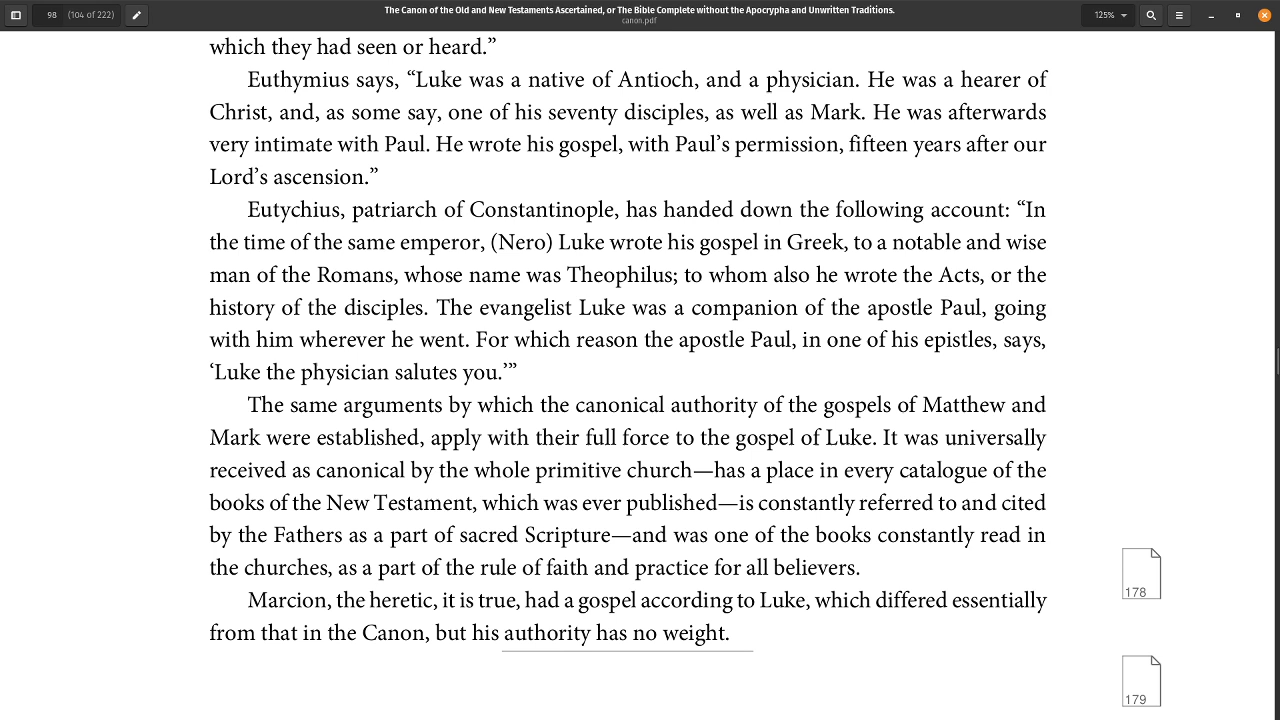 98 (104 of 222)
The Canon of the Old and New Testaments Ascertained, or The Bible Complete without the Apocrypha and Unwritten Traditions.
canon.pdf
125%
which they had seen or heard.”
Euthymius says, “Luke was a native of Antioch, and a physician. He was a hearer of
Christ, and, as some say, one of his seventy disciples, as well as Mark. He was afterwards
very intimate with Paul. He wrote his gospel, with Paul’s permission, fifteen years after our
Lord’s ascension.”
Eutychius, patriarch of Constantinople, has handed down the following account: “In
the time of the same emperor, (Nero) Luke wrote his gospel in Greek, to a notable and wise
man of the Romans, whose name was Theophilus; to whom also he wrote the Acts, or the
history of the disciples. The evangelist Luke was a companion of the apostle Paul, going
with him wherever he went. For which reason the apostle Paul, in one of his epistles, says,
‘Luke the physician salutes you.’”
The same arguments by which the canonical authority of the gospels of Matthew and
Mark were established, apply with their full force to the gospel of Luke. It was universally
received as canonical by the whole primitive church—has a place in every catalogue of the
books of the New Testament, which was ever published—is constantly referred to and cited
by the Fathers as a part of sacred Scripture—and was one of the books constantly read in
the churches, as a part of the rule of faith and practice for all believers.
Marcion, the heretic, it is true, had a gospel according to Luke, which differed essentially
from that in the Canon, but his authority has no weight.
178
179